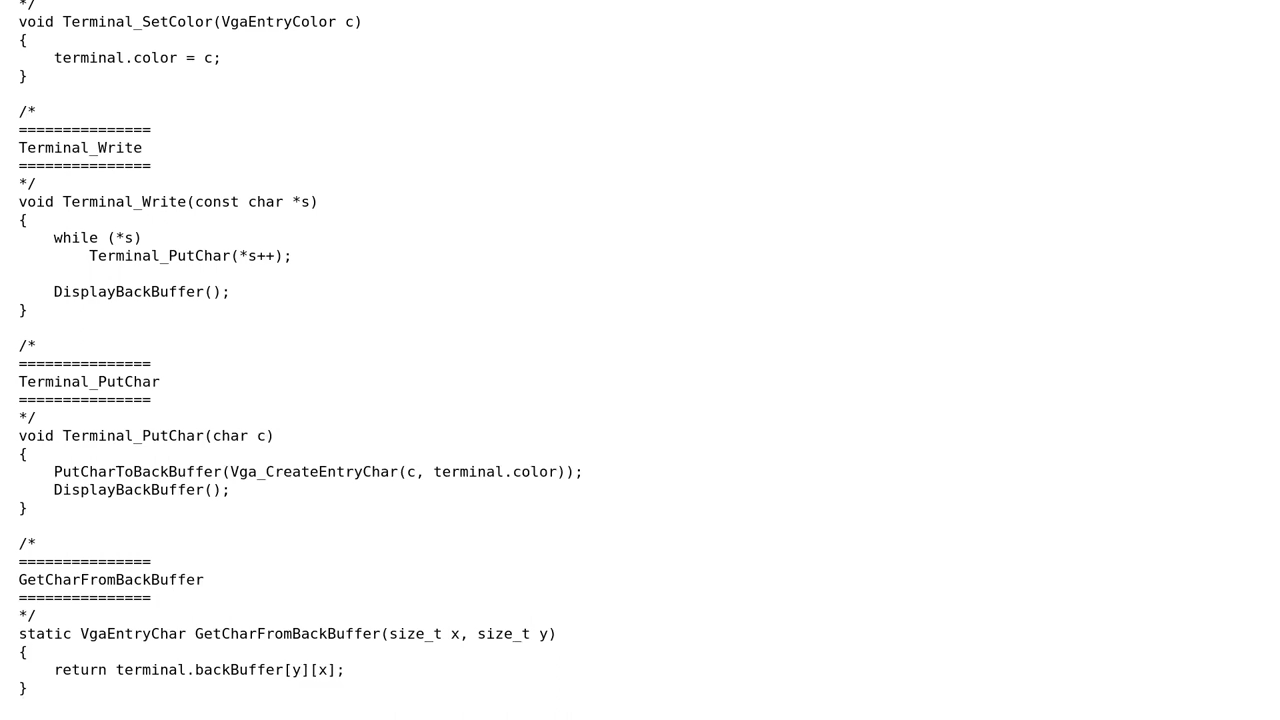 */
void Terminal_SetColor(VgaEntryColor c)
{
    terminal.color = c;
}

/*
===============
Terminal_Write
===============
*/
void Terminal_Write(const char *s)
{
    while (*s)
        Terminal_PutChar(*s++);

    DisplayBackBuffer();
}

/*
===============
Terminal_PutChar
===============
*/
void Terminal_PutChar(char c)
{
    PutCharToBackBuffer(Vga_CreateEntryChar(c, terminal.color));
    DisplayBackBuffer();
}

/*
===============
GetCharFromBackBuffer
===============
*/
static VgaEntryChar GetCharFromBackBuffer(size_t x, size_t y)
{
    return terminal.backBuffer[y][x];
}